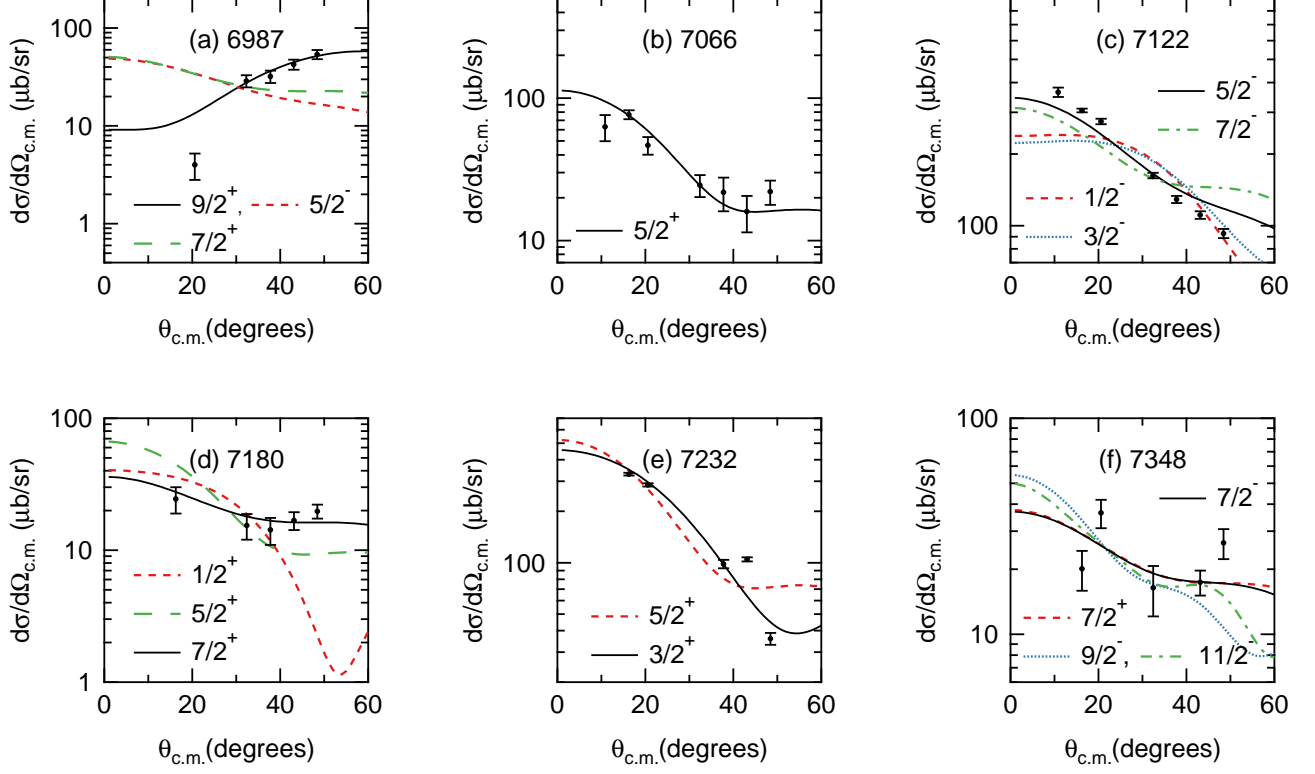 dσ/dΩc.m. (μb/sr)
100
10
1
(a) 6987
9/2+, 5/2-
7/2+
0 20 40 60
θc.m.(degrees)
dσ/dΩc.m. (μb/sr)
100
10
(b) 7066
5/2+
0 20 40 60
θc.m.(degrees)
dσ/dΩc.m. (μb/sr)
100
(c) 7122
5/2-
7/2-
1/2-
3/2-
0 20 40 60
θc.m.(degrees)
dσ/dΩc.m. (μb/sr)
100
10
1
(d) 7180
1/2+
5/2+
7/2+
0 20 40 60
θc.m.(degrees)
dσ/dΩc.m. (μb/sr)
100
(e) 7232
5/2+
3/2+
0 20 40 60
θc.m.(degrees)
dσ/dΩc.m. (μb/sr)
100
10
(f) 7348
7/2-
7/2+
9/2-, 11/2-
0 20 40 60
θc.m.(degrees)